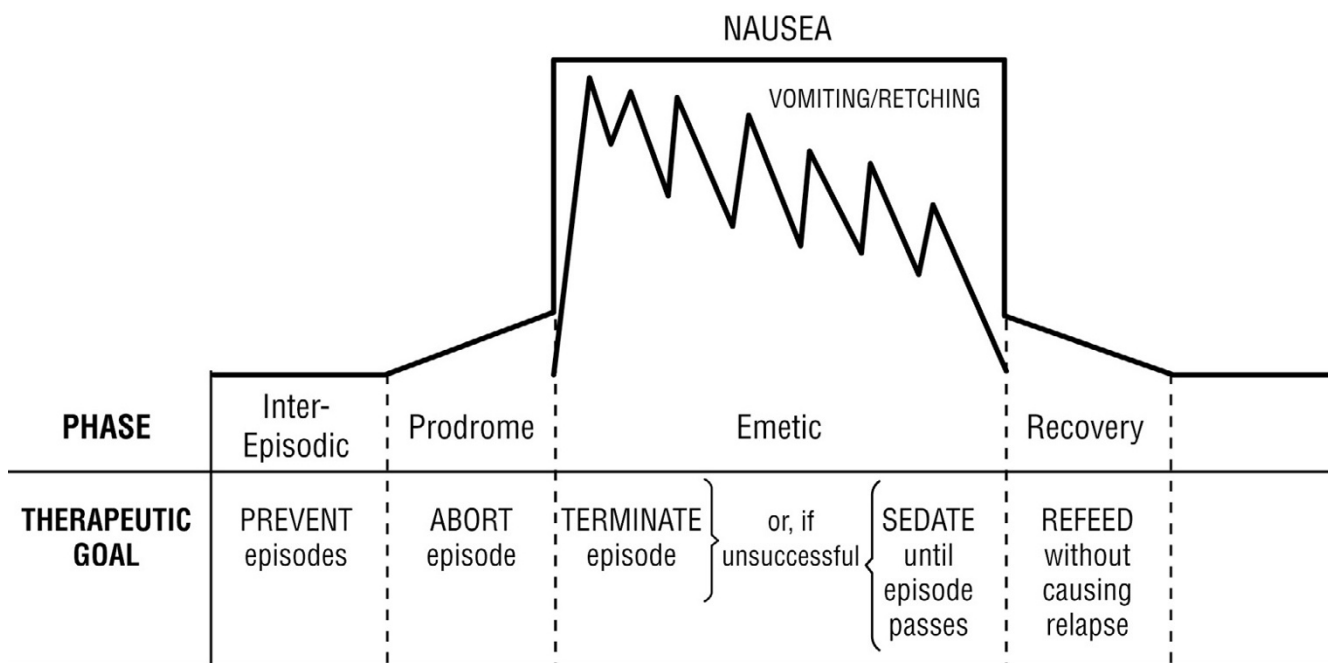 NAUSEA
VOMITING/RETCHING
PHASE
Inter-
Episodic
Prodrome
Emetic
Recovery
THERAPEUTIC
GOAL
PREVENT
episodes
ABORT
episode
TERMINATE
episode
or, if
unsuccessful
SEDATE
until
episode
passes
REFEED
without
causing
relapse